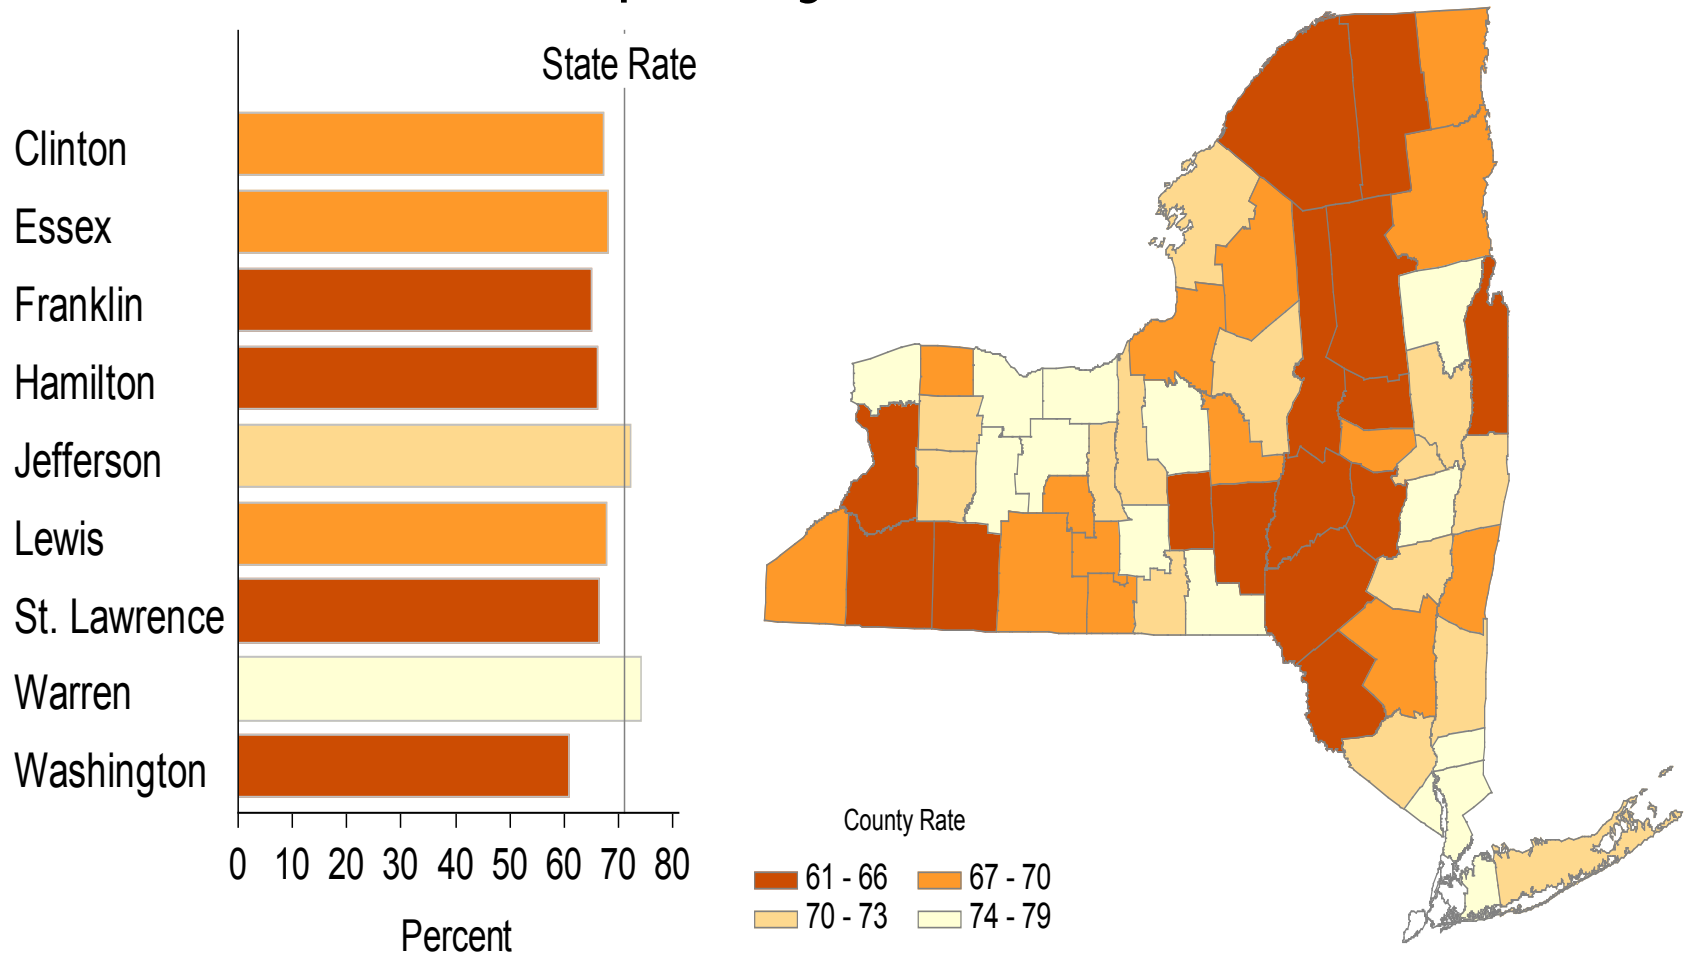 State Rate
Clinton
Essex
Franklin
Hamilton
Jefferson
Lewis
St. Lawrence
Warren
Washington
0 10 20 30 40 50 60 70 80
Percent
County Rate
61 - 66 67 - 70
70 - 73 74 - 79